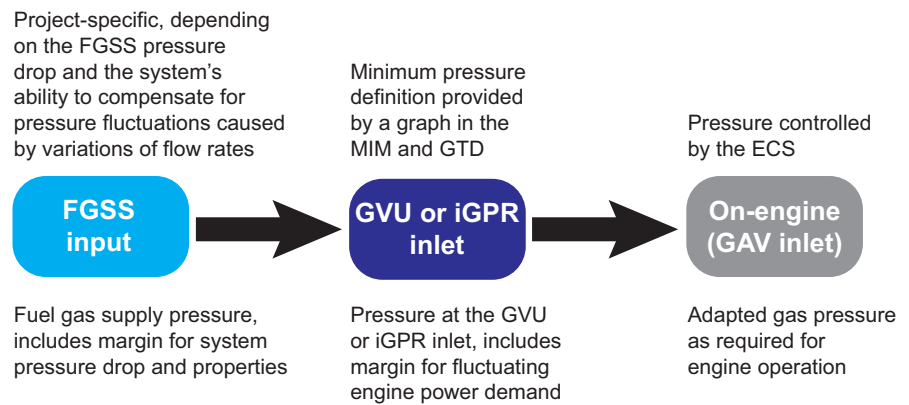 Project-specific, depending
on the FGSS pressure
drop and the system's
ability to compensate for
pressure fluctuations caused
by variations of flow rates
Minimum pressure
definition provided
by a graph in the
MIM and GTD
Pressure controlled
by the ECS
FGSS
input
GVU or iGPR
inlet
On-engine
(GAV inlet)
Fuel gas supply pressure,
includes margin for system
pressure drop and properties
Pressure at the GVU
or iGPR inlet, includes
margin for fluctuating
engine power demand
Adapted gas pressure
as required for
engine operation